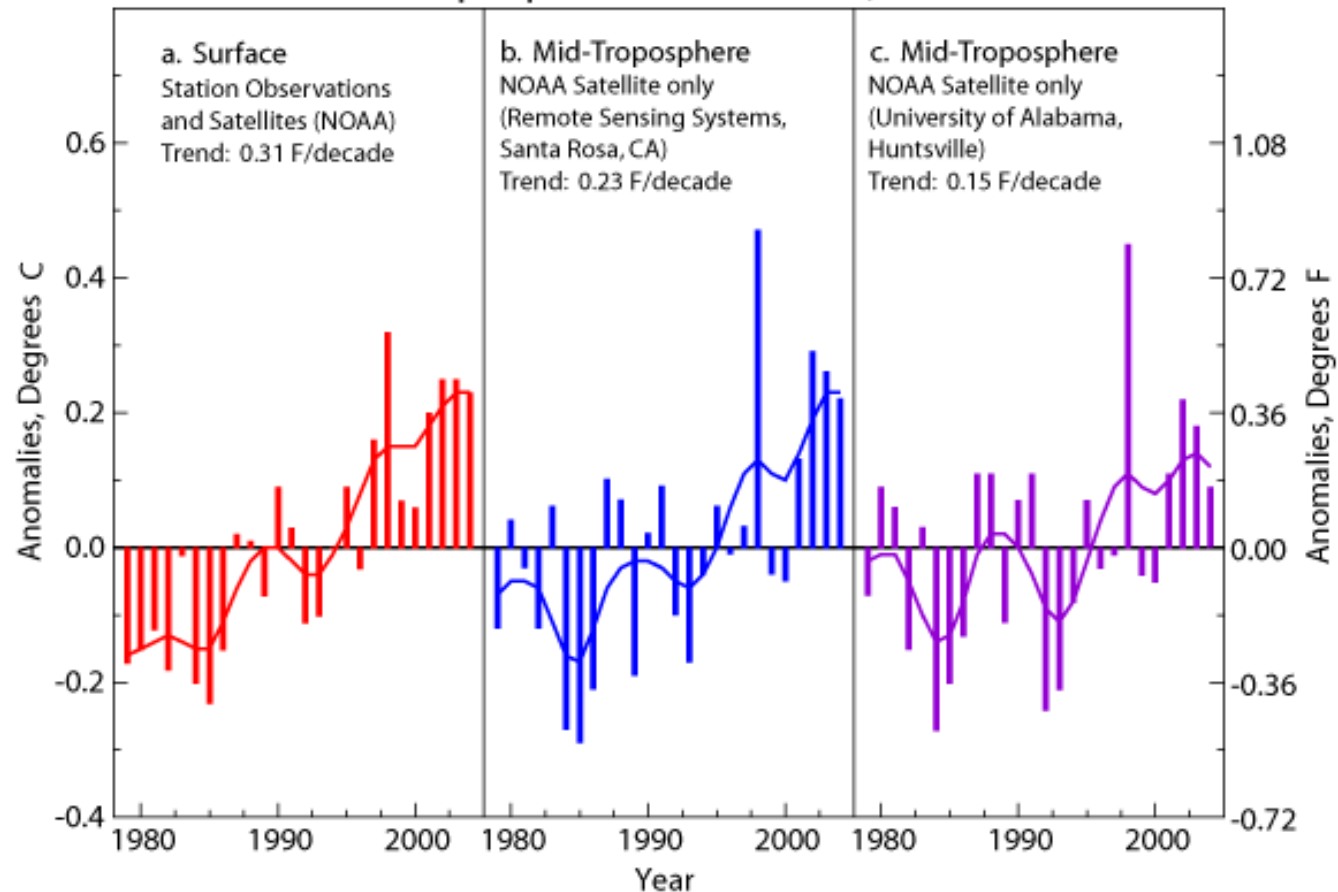 a. Surface
Station Observations
and Satellites (NOAA)
Trend: 0.31 F/decade
b. Mid-Troposphere
NOAA Satellite only
(Remote Sensing Systems,
Santa Rosa, CA)
Trend: 0.23 F/decade
c. Mid-Troposphere
NOAA Satellite only
(University of Alabama,
Huntsville)
Trend: 0.15 F/decade
Anomalies, Degrees C
0.6
0.4
0.2
0.0
-0.2
-0.4
1.08
0.72
0.36
0.00
-0.36
-0.72
Anomalies, Degrees F
1980 1990 2000 1980 1990 2000 1980 1990 2000
Year